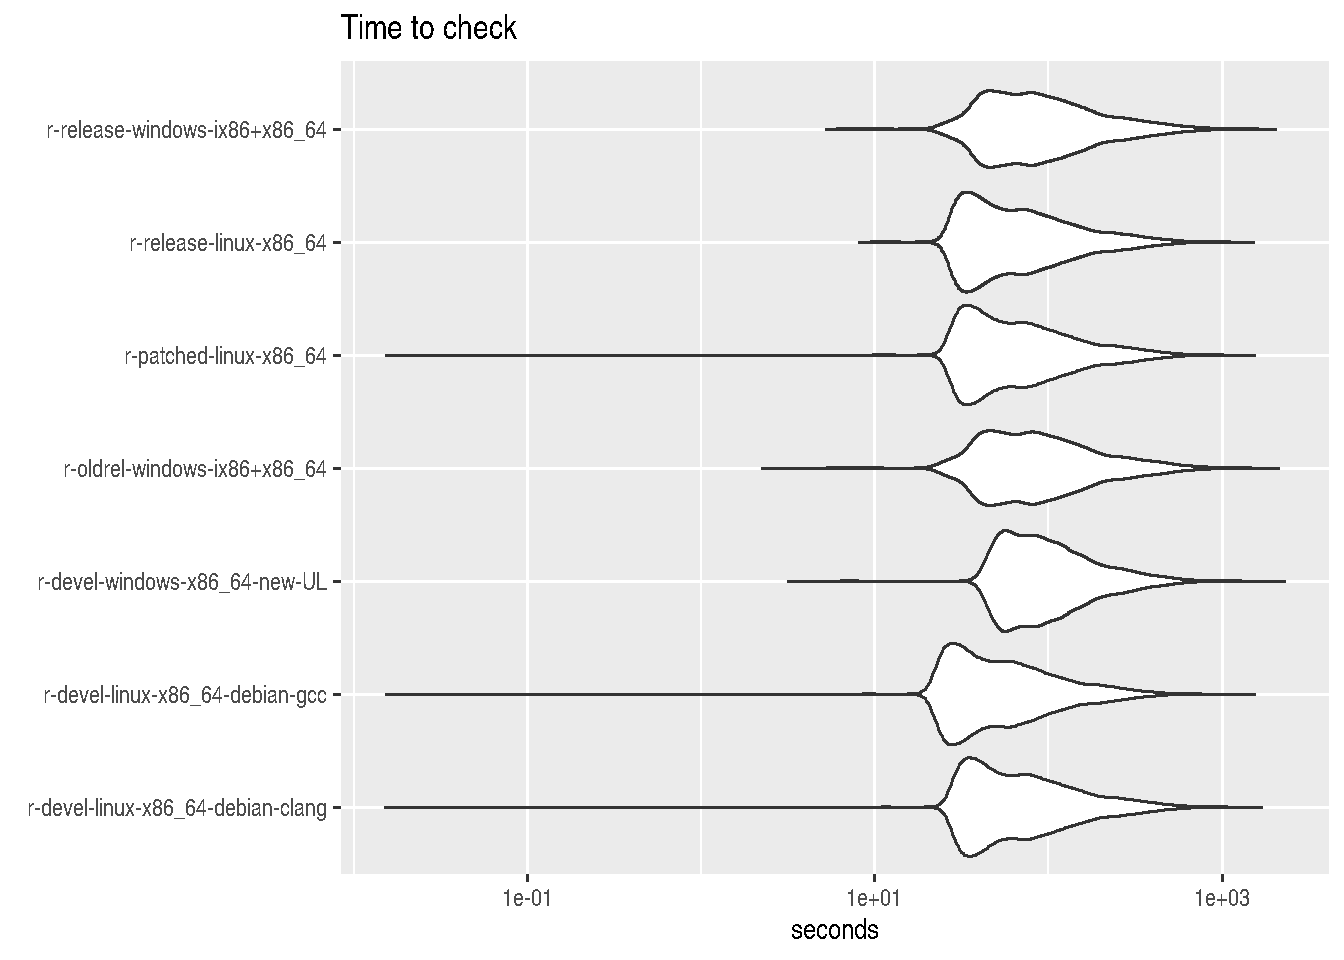 Time to check
r-release-windows-ix86+x86_64
r-release-linux-x86_64
r-patched-linux-x86_64
r-oldrel-windows-ix86+x86_64
r-devel-windows-x86_64-new-UL
r-devel-linux-x86_64-debian-gcc
r-devel-linux-x86_64-debian-clang
1e-01 1e+01 1e+03
seconds